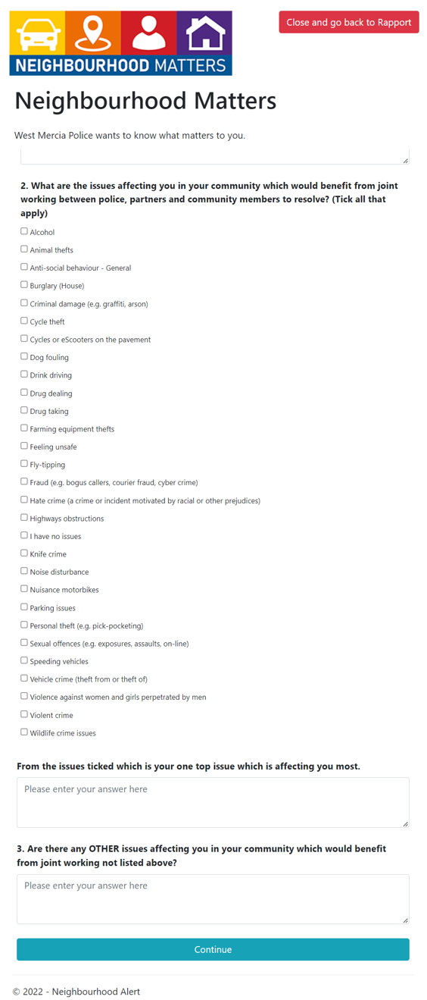 Close and go back to Rapport
NEIGHBOURHOOD MATTERS
Neighbourhood Matters
West Mercia Police wants to know what matters to you.
2. What are the issues affecting you in your community which would benefit from joint
working between police, partners and community members to resolve? (Tick all that
apply)
Alcohol
Animal thefts
Anti-social behaviour - General
Burglary (House)
Criminal damage (e.g. graffiti, arson)
Cycle theft
Cycles or eScooters on the pavement
Dog fouling
Drink driving
Drug dealing
Drug taking
Farming equipment thefts
Feeling unsafe
Fly-tipping
Fraud (e.g. bogus callers, courier fraud, cyber crime)
Hate crime (a crime or incident motivated by racial or other prejudices)
Highways obstructions
I have no issues
Knife crime
Noise disturbance
Nuisance motorbikes
Parking issues
Personal theft (e.g. pick-pocketing)
Sexual offences (e.g. exposures, assaults, on-line)
Speeding vehicles
Vehicle crime (theft from or theft of)
Violence against women and girls perpetrated by men
Violent crime
Wildlife crime issues
From the issues ticked which is your one top issue which is affecting you most.
Please enter your answer here
3. Are there any OTHER issues affecting you in your community which would benefit
from joint working not listed above?
Please enter your answer here
Continue
© 2022 - Neighbourhood Alert